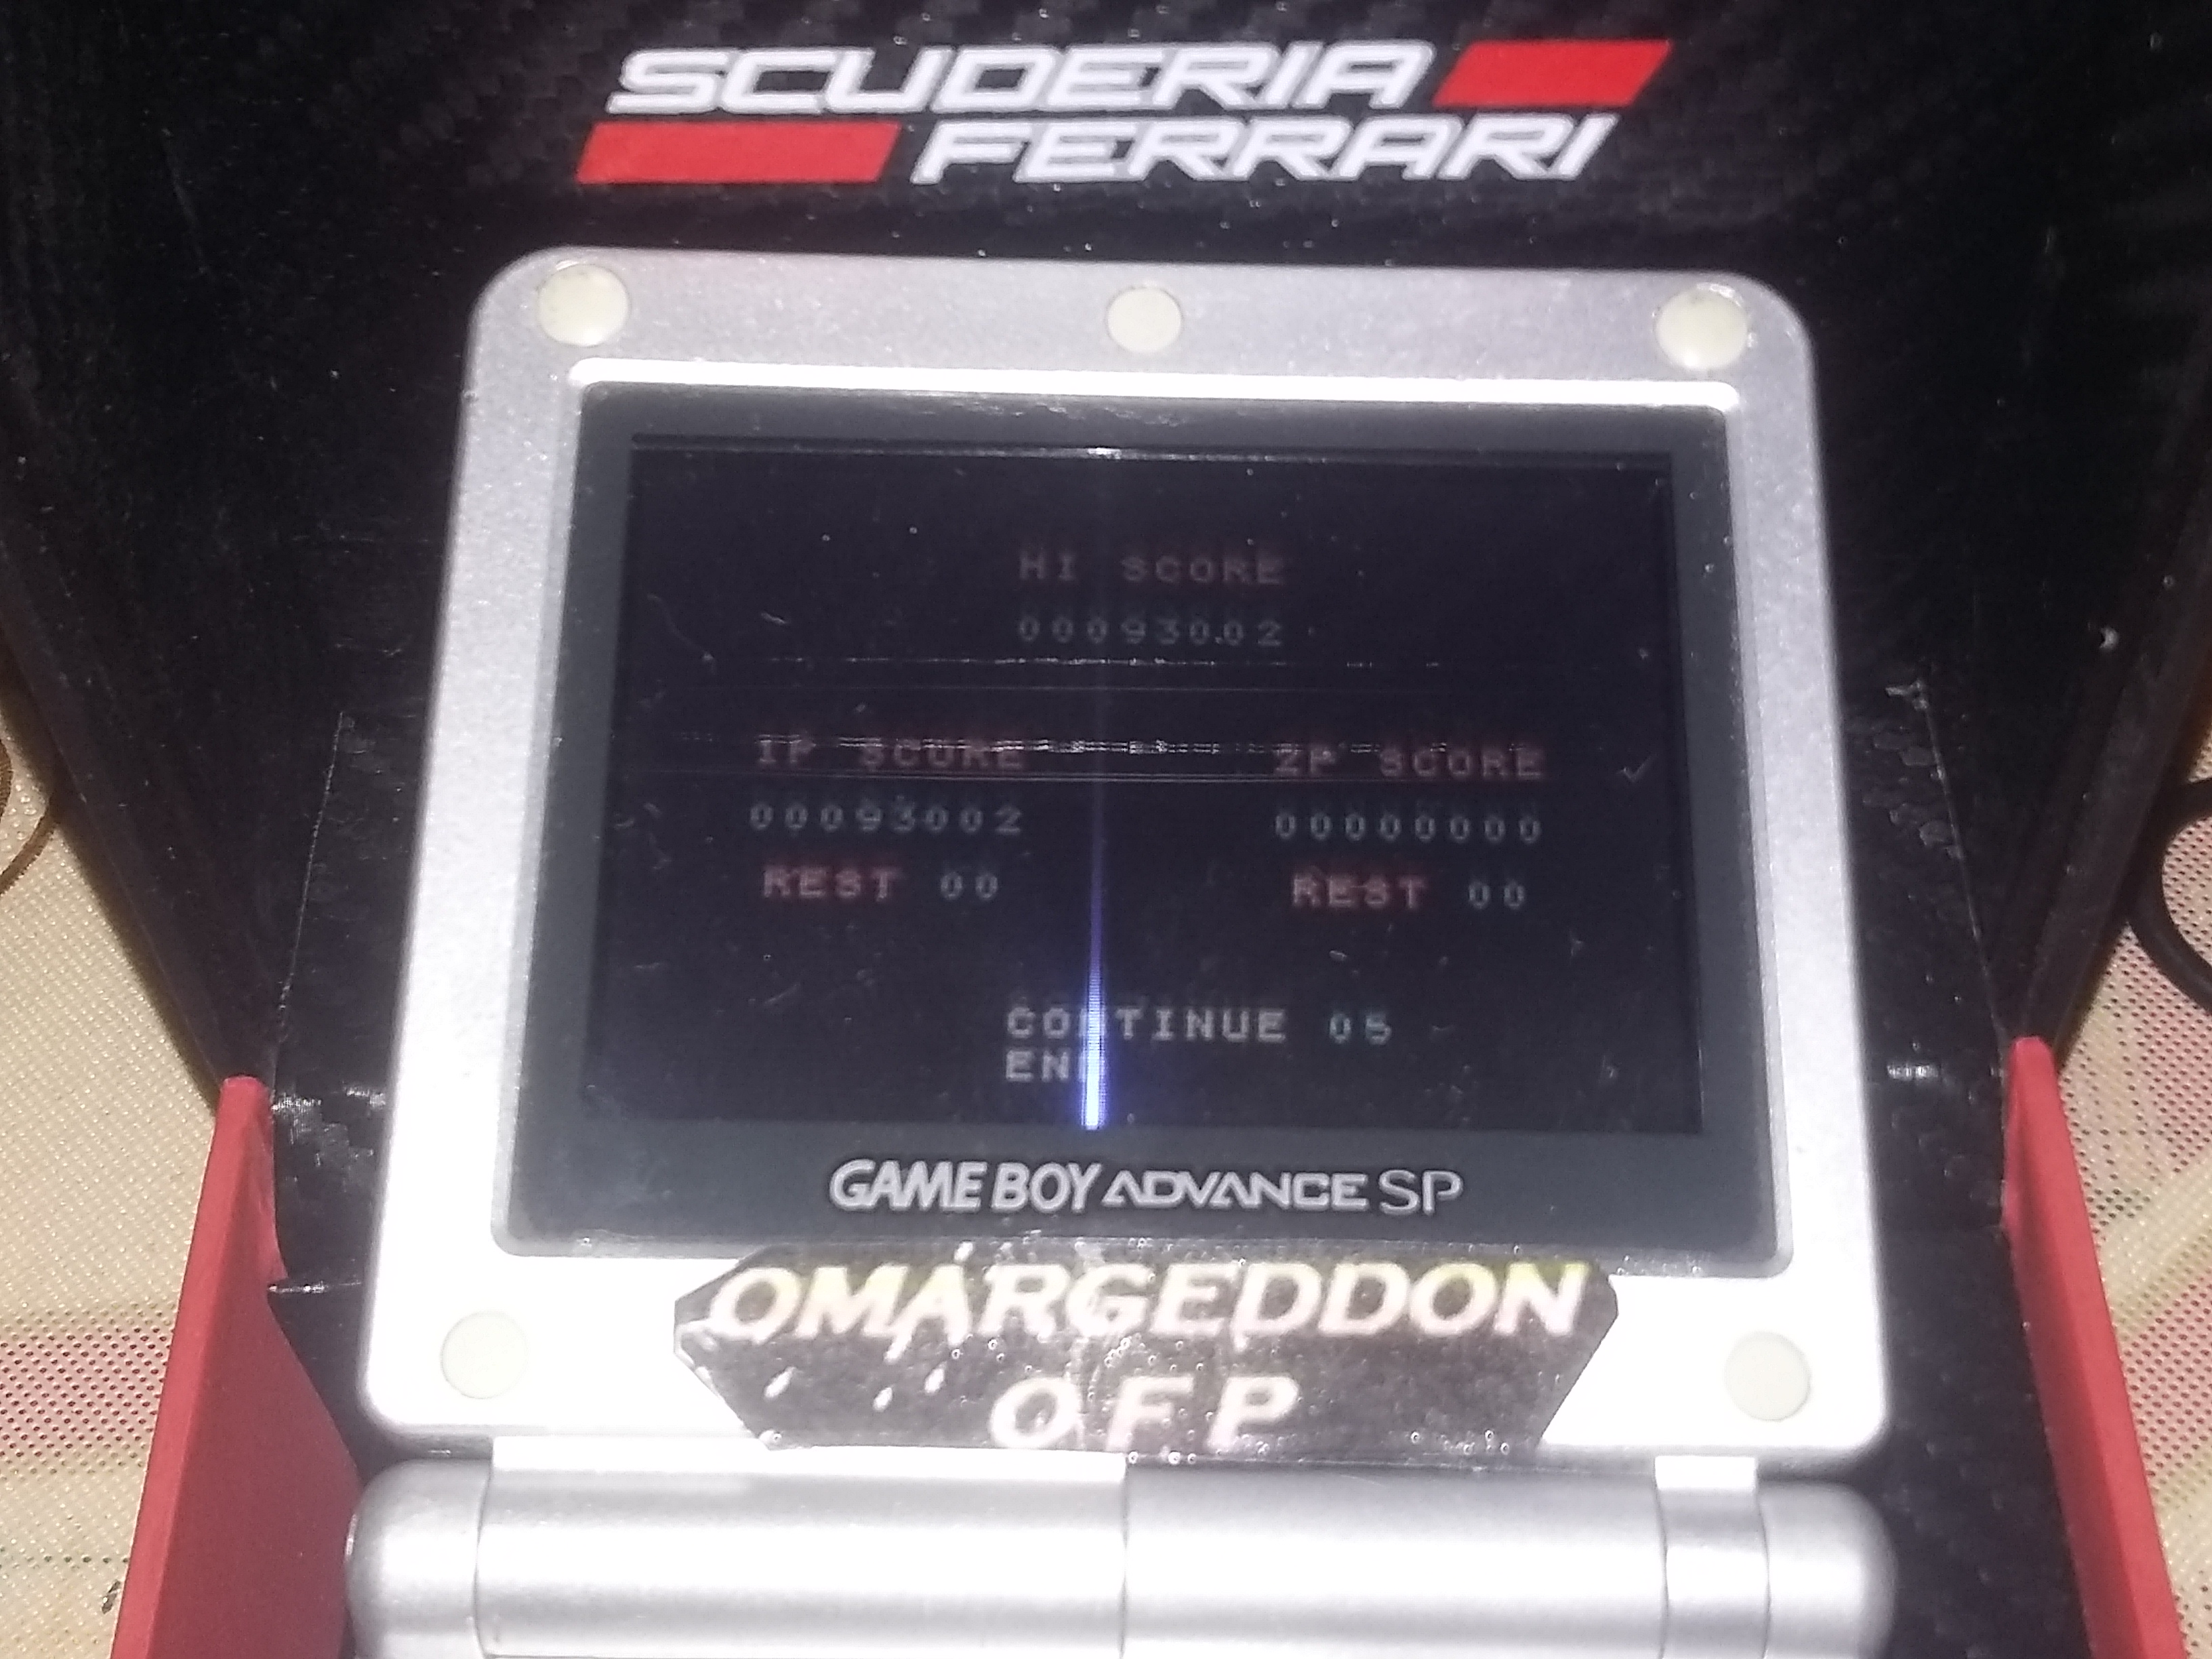 SCUDERIA
FERRARI
HI SCORE
00093002
1P SCORE 2P SCORE
00093002 00000000
REST 00 REST 00
CONTINUE 05
END
GAME BOY ADVANCE SP
OMARGEDDON
OFP